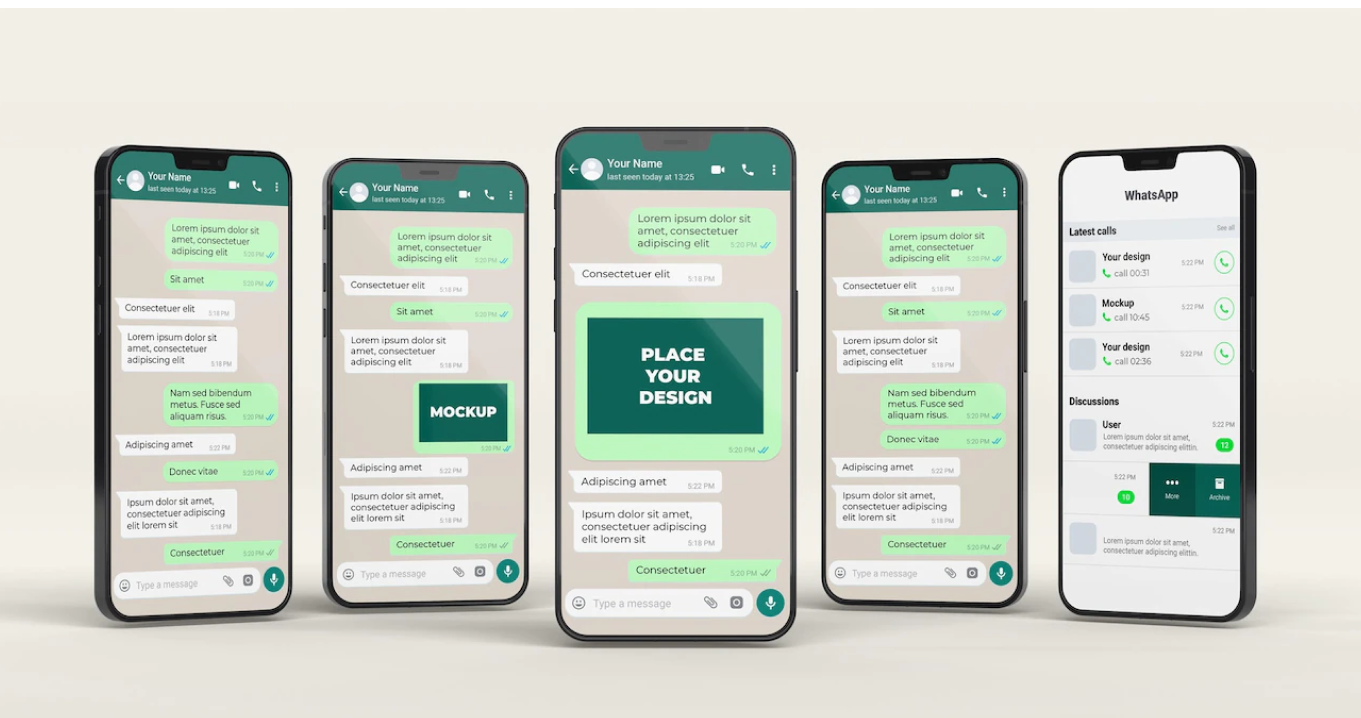 Your Name
last seen today at 13:25
Lorem ipsum dolor sit
amet, consectetuer
adipiscing elit 5:20 PM
Sit amet 5:20 PM
Consectetuer elit 5:18 PM
Lorem ipsum dolor sit
amet, consectetuer
adipiscing elit 5:18 PM
Nam sed bibendum
metus. Fusce sed
aliquam risus. 5:20 PM
Adipiscing amet 5:22 PM
Donec vitae 5:20 PM
Ipsum dolor sit amet,
consectetuer adipiscing
elit lorem sit 5:18 PM
Consectetuer 5:20 PM
Type a message
Your Name
last seen today at 13:25
Lorem ipsum dolor sit
amet, consectetuer
adipiscing elit 5:20 PM
Consectetuer elit 5:18 PM
Sit amet 5:20 PM
Lorem ipsum dolor sit
amet, consectetuer
adipiscing elit 5:18 PM
MOCKUP
5:20 PM
Adipiscing amet 5:22 PM
Ipsum dolor sit amet,
consectetuer adipiscing
elit lorem sit 5:18 PM
Consectetuer 5:20 PM
Type a message
Your Name
last seen today at 13:25
Lorem ipsum dolor sit
amet, consectetuer
adipiscing elit 5:20 PM
Consectetuer elit 5:18 PM
PLACE
YOUR
DESIGN
5:20 PM
Adipiscing amet 5:22 PM
Ipsum dolor sit amet,
consectetuer adipiscing
elit lorem sit 5:18 PM
Consectetuer 5:20 PM
Type a message
Your Name
last seen today at 13:25
Lorem ipsum dolor sit
amet, consectetuer
adipiscing elit 5:20 PM
Consectetuer elit 5:18 PM
Sit amet 5:20 PM
Lorem ipsum dolor sit
amet, consectetuer
adipiscing elit 5:18 PM
Nam sed bibendum
metus. Fusce sed
aliquam risus. 5:20 PM
Donec vitae 5:20 PM
Adipiscing amet 5:22 PM
Ipsum dolor sit amet,
consectetuer adipiscing
elit lorem sit 5:18 PM
Consectetuer 5:20 PM
Type a message
WhatsApp
Latest calls See all
Your design 5:22 PM
call 00:31
Mockup 5:22 PM
call 10:45
Your design 5:22 PM
call 02:36
Discussions
User 5:22 PM
Lorem ipsum dolor sit amet,
consectetuer adipiscing elittin. 12
5:22 PM
10 More Archive
5:22 PM
Lorem ipsum dolor sit amet,
consectetuer adipiscing elittin.